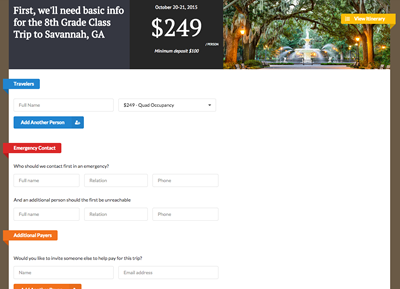 First, we'll need basic info
for the 8th Grade Class
Trip to Savannah, GA
October 20-21, 2015
$249
/ PERSON
Minimum deposit $100
View Itinerary
Travelers
Full Name
$249 - Quad Occupancy
Add Another Person
Emergency Contact
Who should we contact first in an emergency?
Full name
Relation
Phone
And an additional person should the first be unreachable
Full name
Relation
Phone
Additional Payers
Would you like to invite someone else to help pay for this trip?
Name
Email address
Add Another